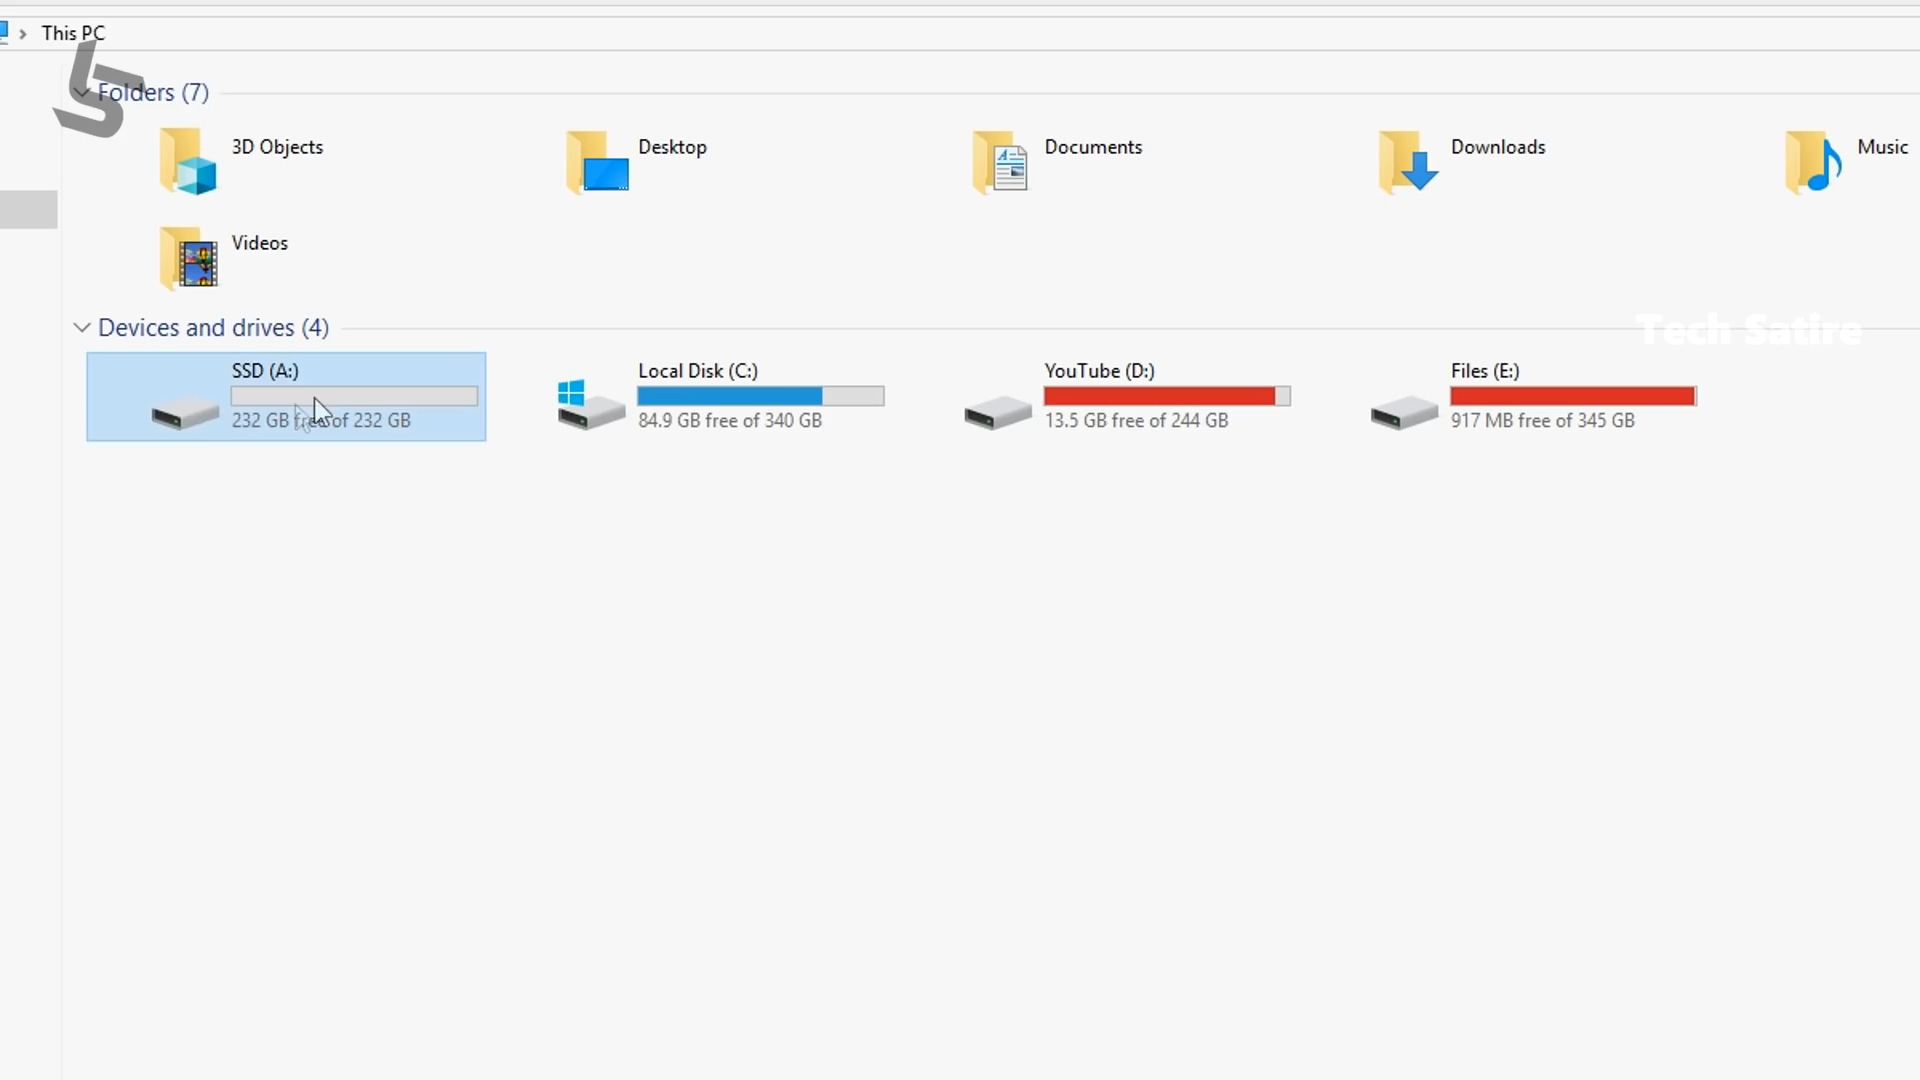 This PC
Folders (7)
3D Objects
Desktop
Documents
Downloads
Music
Videos
Devices and drives (4)
Tech Satire
SSD (A:)
232 GB free of 232 GB
Local Disk (C:)
84.9 GB free of 340 GB
YouTube (D:)
13.5 GB free of 244 GB
Files (E:)
917 MB free of 345 GB